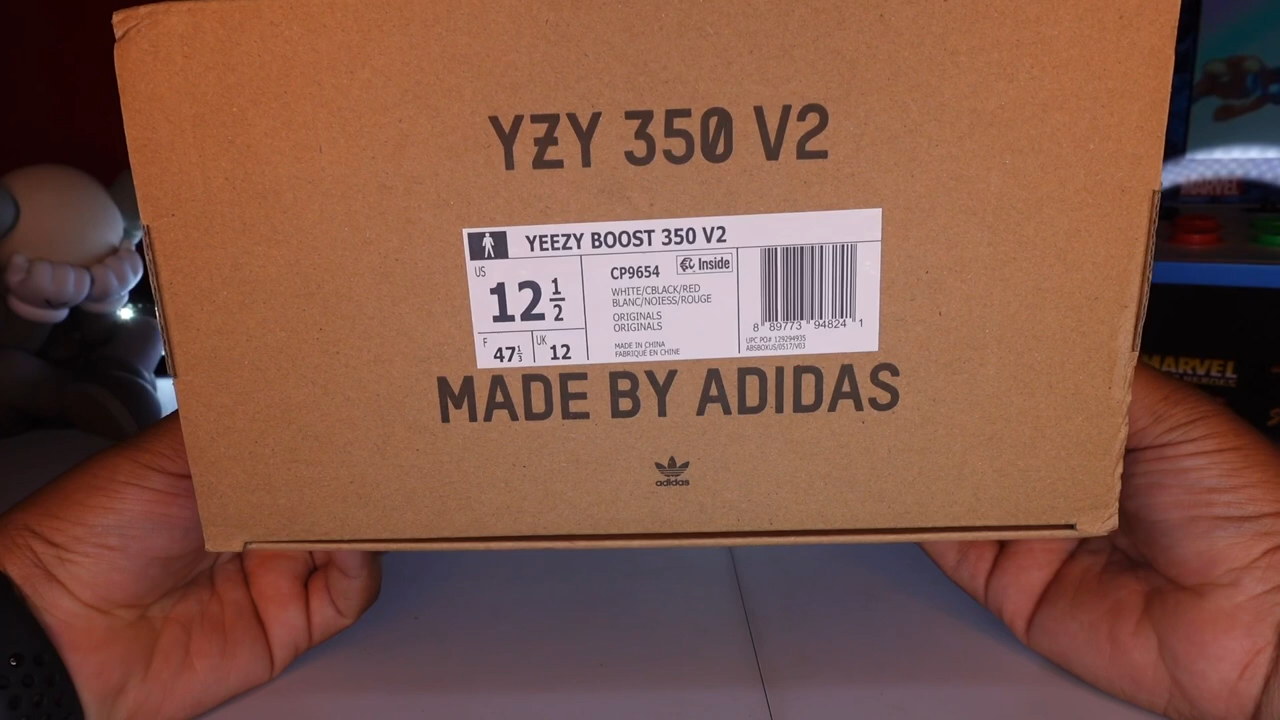 YZY 350 V2
YEEZY BOOST 350 V2
US
12 1/2
F
47 1/3
UK
12
CP9654
Inside
WHITE/CBLACK/RED
BLANC/NOIESS/ROUGE
ORIGINALS
ORIGINALS
MADE IN CHINA
FABRIQUÉ EN CHINE
8 89773 94824 1
UPC PO# 129294935
ABSBOXUS/0517/V03
MADE BY ADIDAS
adidas
MARVEL
MARVEL